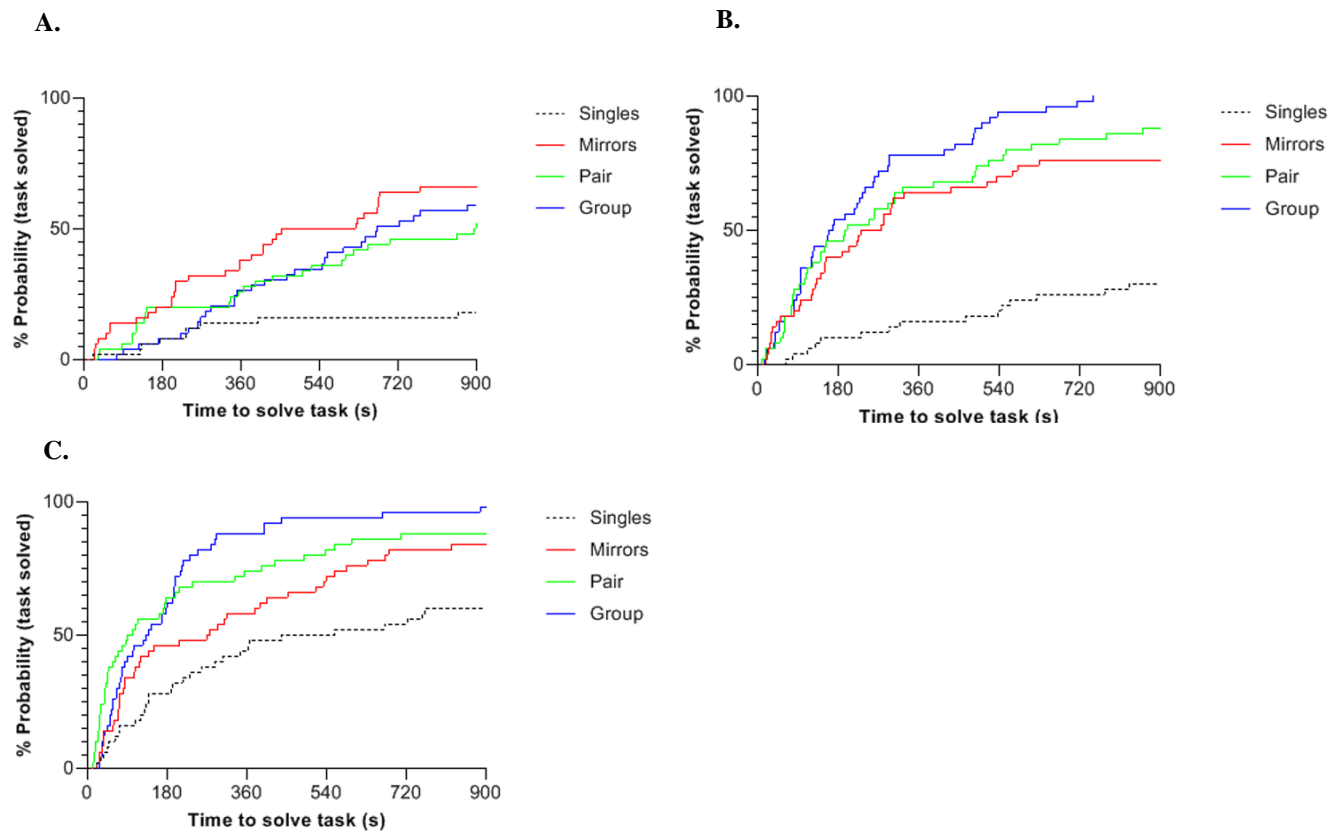 A.
% Probability (task solved)
100
50
0
0 180 360 540 720 900
Time to solve task (s)
Singles
Mirrors
Pair
Group
B.
% Probability (task solved)
100
50
0
0 180 360 540 720 900
Time to solve task (s)
Singles
Mirrors
Pair
Group
C.
% Probability (task solved)
100
50
0
0 180 360 540 720 900
Time to solve task (s)
Singles
Mirrors
Pair
Group